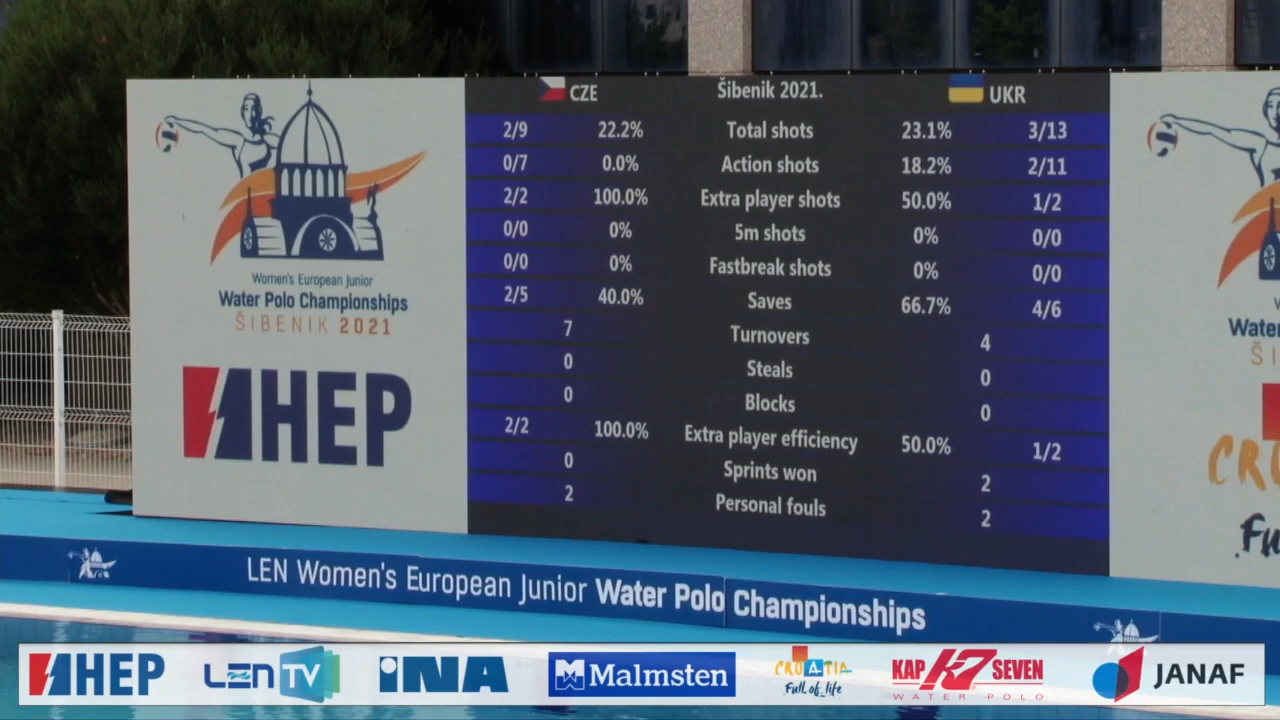 CZE Šibenik 2021. UKR
2/9 22.2% Total shots 23.1% 3/13
0/7 0.0% Action shots 18.2% 2/11
2/2 100.0% Extra player shots 50.0% 1/2
0/0 0% 5m shots 0% 0/0
0/0 0% Fastbreak shots 0% 0/0
2/5 40.0% Saves 66.7% 4/6
7 Turnovers 4
0 Steals 0
0 Blocks 0
2/2 100.0% Extra player efficiency 50.0% 1/2
0 Sprints won 2
2 Personal fouls 2
Women's European Junior
Water Polo Championships
ŠIBENIK 2021
HEP
LEN Women's European Junior Water Polo Championships
HEP LEN TV INA Malmsten CROATIA Full of life KAP K7 SEVEN WATER POLO JANAF